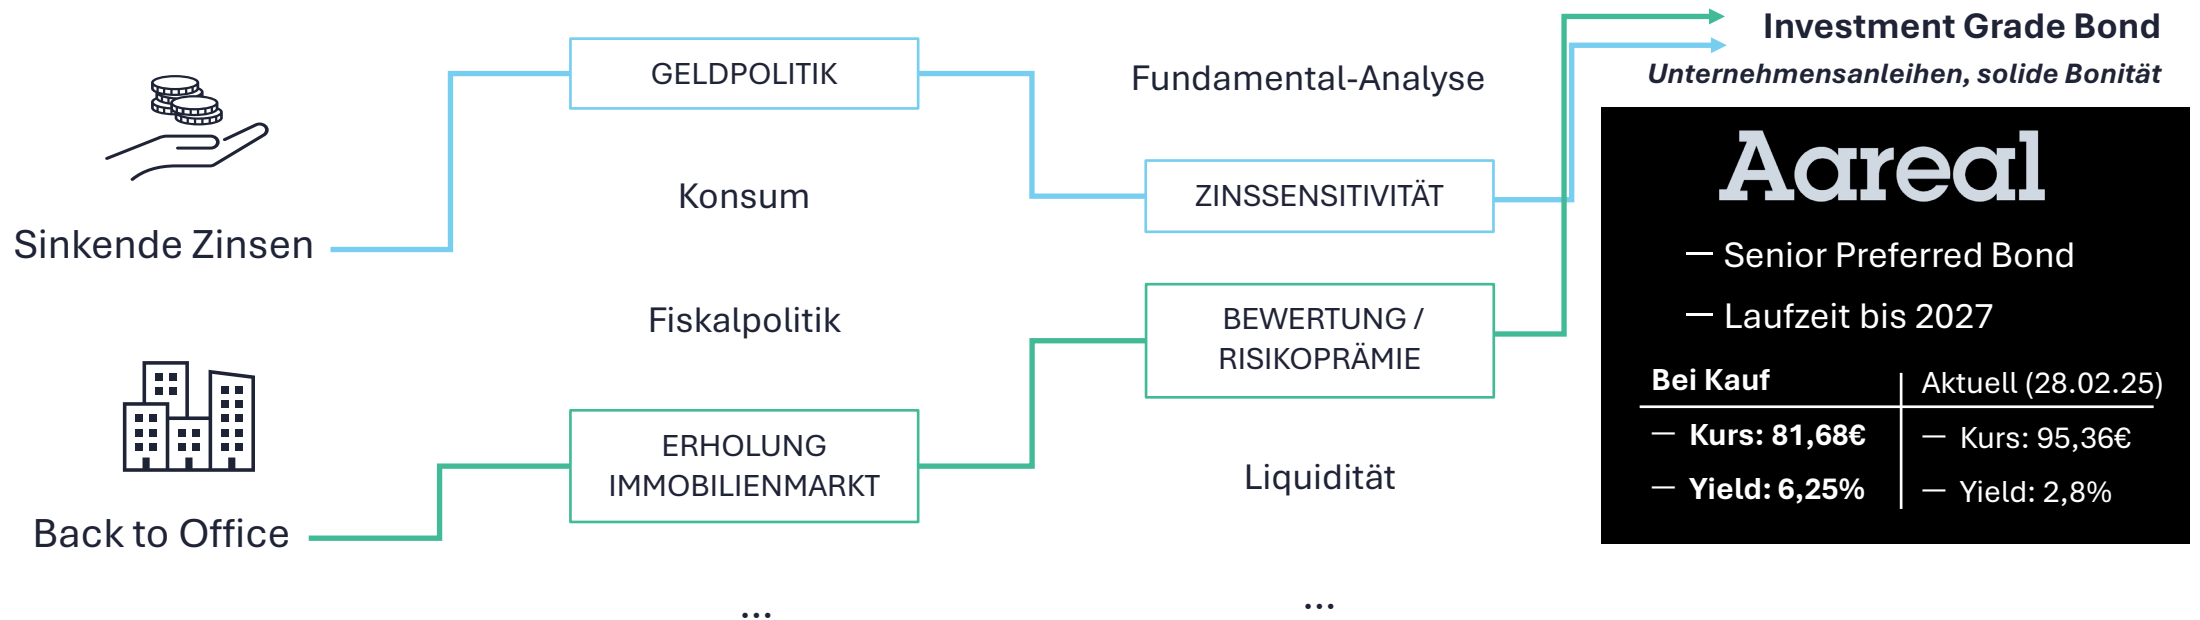 Sinkende Zinsen
Back to Office
GELDPOLITIK
Konsum
Fiskalpolitik
ERHOLUNG
IMMOBILIENMARKT
...
Fundamental-Analyse
ZINSSENSITIVITÄT
BEWERTUNG /
RISIKOPRÄMIE
Liquidität
...
Investment Grade Bond
Unternehmensanleihen, solide Bonität
Aareal
— Senior Preferred Bond
— Laufzeit bis 2027
Bei Kauf
— Kurs: 81,68€
— Yield: 6,25%
Aktuell (28.02.25)
— Kurs: 95,36€
— Yield: 2,8%